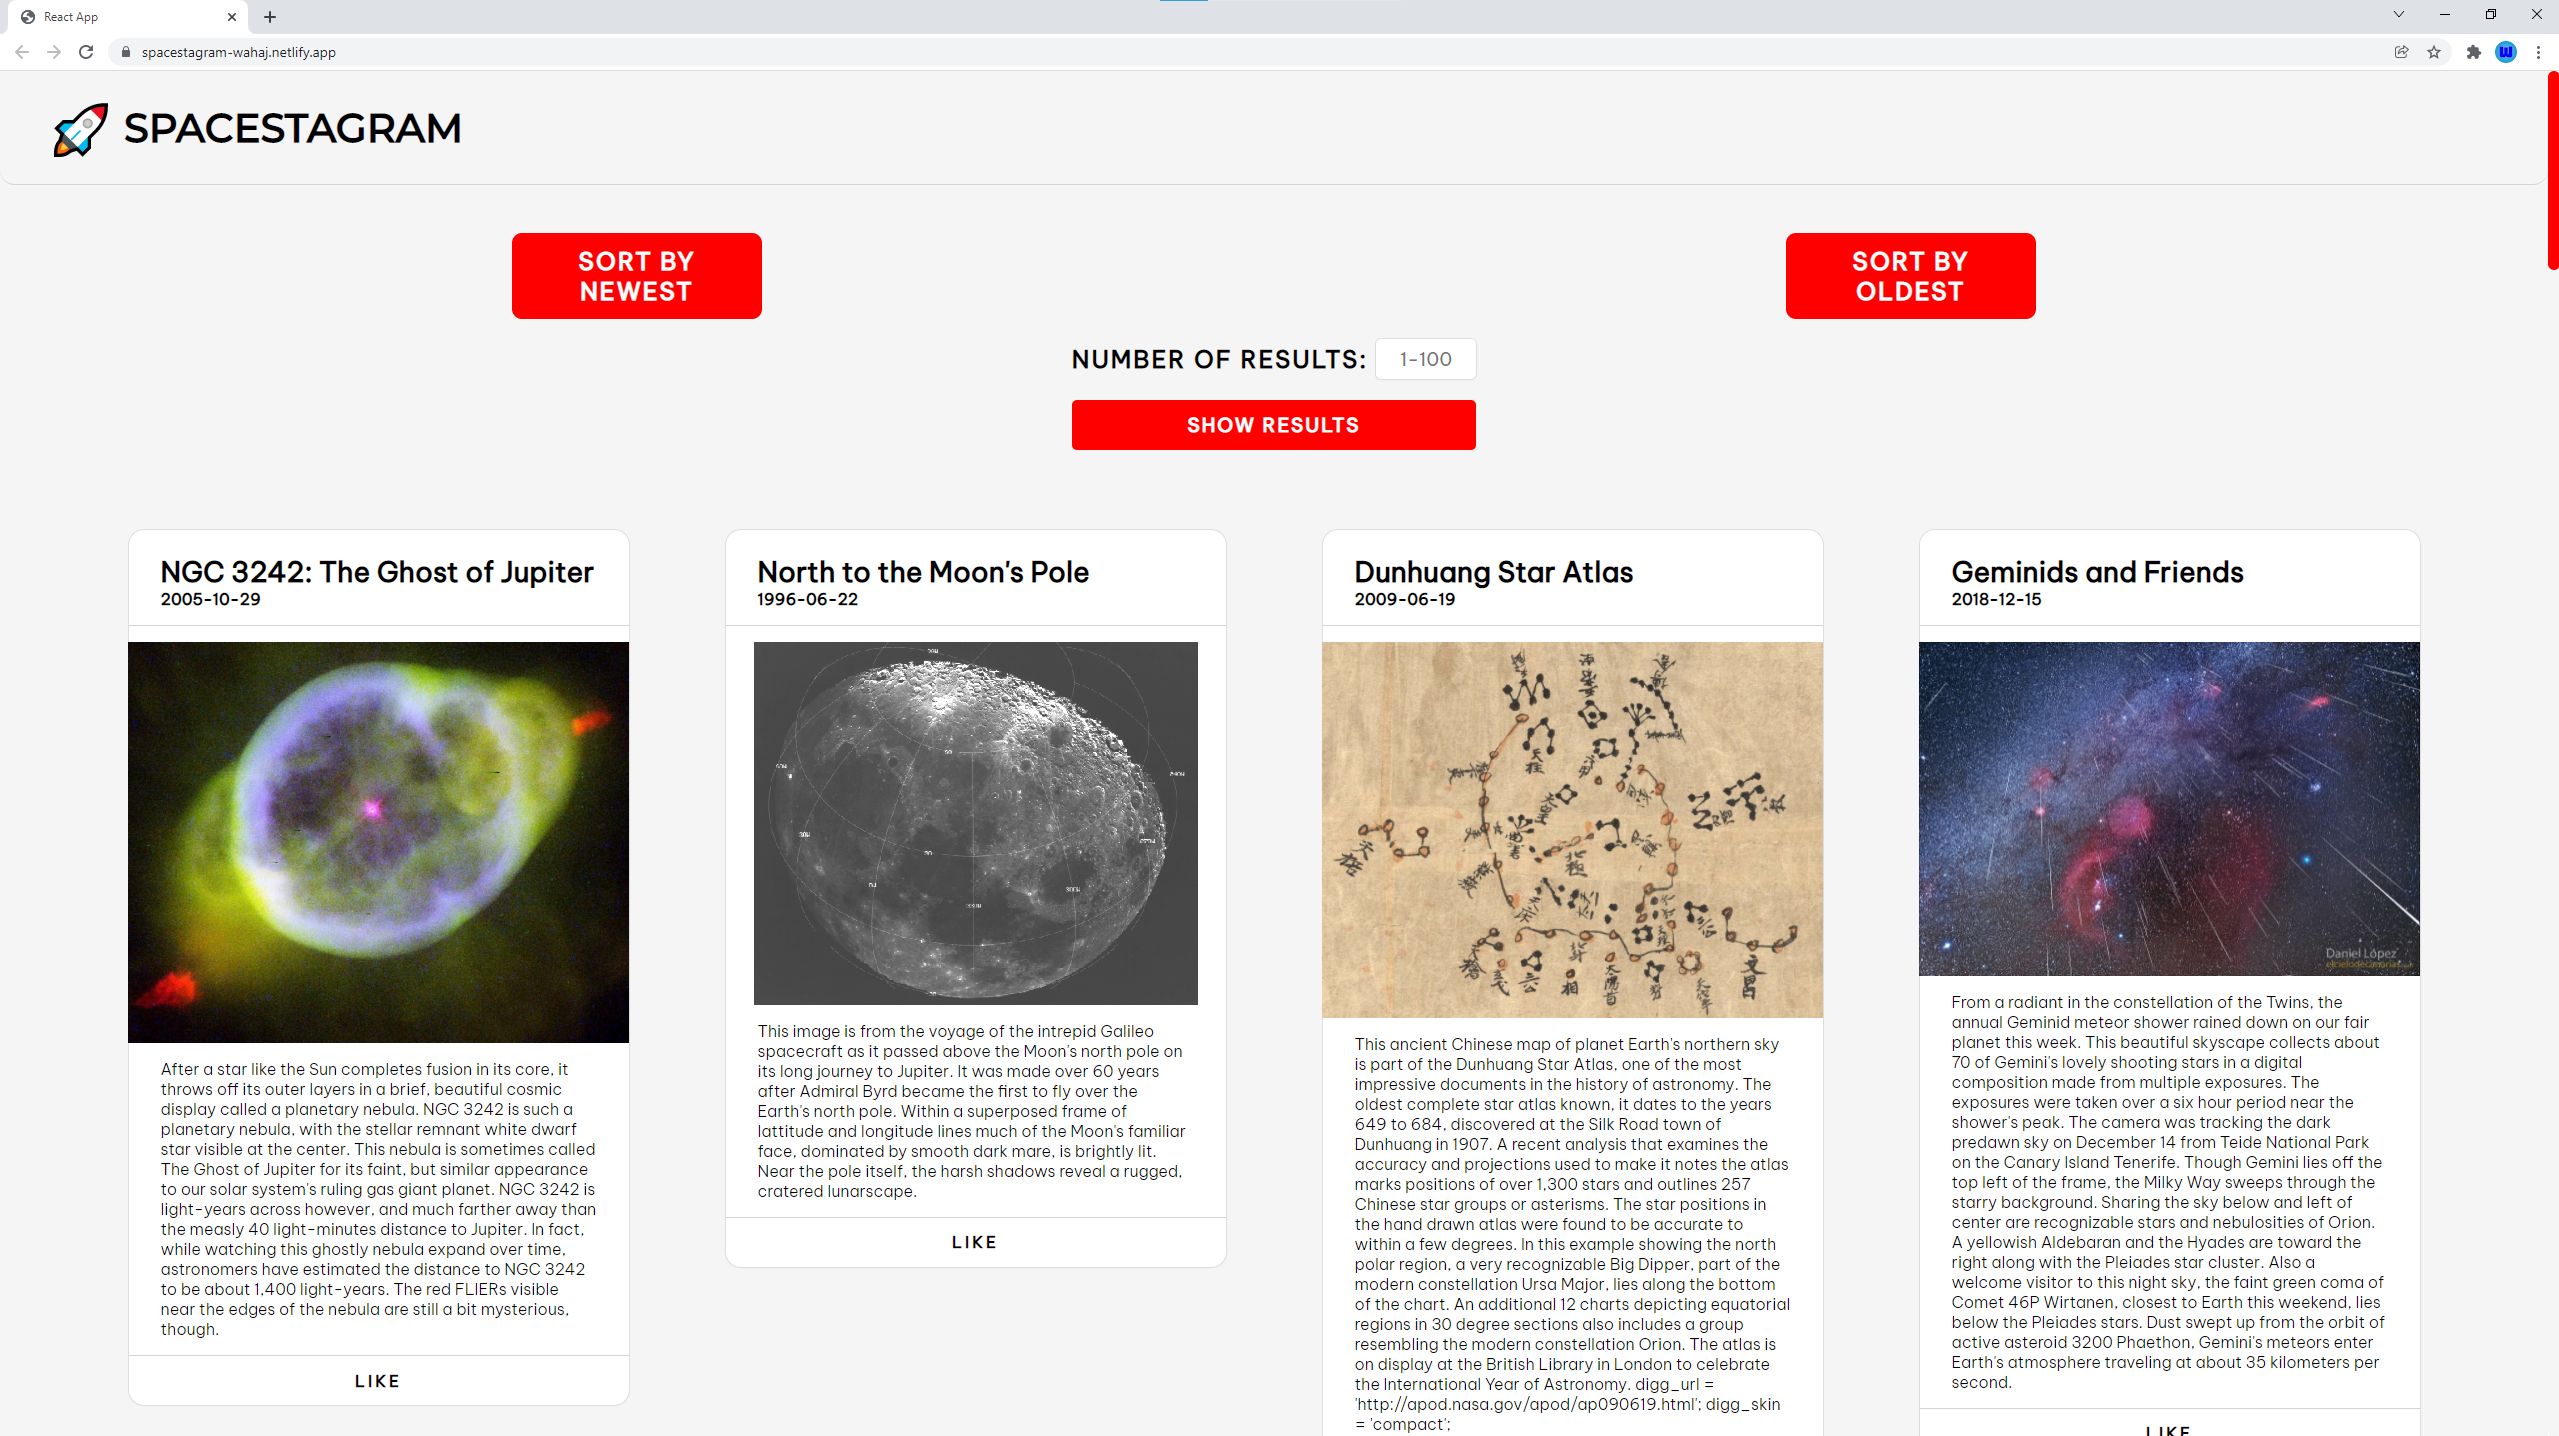 React App
spacestagram-wahaj.netlify.app
W
SPACESTAGRAM
SORT BY
NEWEST
SORT BY
OLDEST
NUMBER OF RESULTS: 1-100
SHOW RESULTS
NGC 3242: The Ghost of Jupiter
2005-10-29
After a star like the Sun completes fusion in its core, it
throws off its outer layers in a brief, beautiful cosmic
display called a planetary nebula. NGC 3242 is such a
planetary nebula, with the stellar remnant white dwarf
star visible at the center. This nebula is sometimes called
The Ghost of Jupiter for its faint, but similar appearance
to our solar system's ruling gas giant planet. NGC 3242 is
light-years across however, and much farther away than
the measly 40 light-minutes distance to Jupiter. In fact,
while watching this ghostly nebula expand over time,
astronomers have estimated the distance to NGC 3242
to be about 1,400 light-years. The red FLIERs visible
near the edges of the nebula are still a bit mysterious,
though.
LIKE
North to the Moon's Pole
1996-06-22
This image is from the voyage of the intrepid Galileo
spacecraft as it passed above the Moon's north pole on
its long journey to Jupiter. It was made over 60 years
after Admiral Byrd became the first to fly over the
Earth's north pole. Within a superposed frame of
lattitude and longitude lines much of the Moon's familiar
face, dominated by smooth dark mare, is brightly lit.
Near the pole itself, the harsh shadows reveal a rugged,
cratered lunarscape.
LIKE
Dunhuang Star Atlas
2009-06-19
天柱
北極
三公
北斗
相
文昌
This ancient Chinese map of planet Earth's northern sky
is part of the Dunhuang Star Atlas, one of the most
impressive documents in the history of astronomy. The
oldest complete star atlas known, it dates to the years
649 to 684, discovered at the Silk Road town of
Dunhuang in 1907. A recent analysis that examines the
accuracy and projections used to make it notes the atlas
marks positions of over 1,300 stars and outlines 257
Chinese star groups or asterisms. The star positions in
the hand drawn atlas were found to be accurate to
within a few degrees. In this example showing the north
polar region, a very recognizable Big Dipper, part of the
modern constellation Ursa Major, lies along the bottom
of the chart. An additional 12 charts depicting equatorial
regions in 30 degree sections also includes a group
resembling the modern constellation Orion. The atlas is
on display at the British Library in London to celebrate
the International Year of Astronomy. digg_url =
'http://apod.nasa.gov/apod/ap090619.html'; digg_skin
= 'compact';
Geminids and Friends
2018-12-15
Daniel López
From a radiant in the constellation of the Twins, the
annual Geminid meteor shower rained down on our fair
planet this week. This beautiful skyscape collects about
70 of Gemini's lovely shooting stars in a digital
composition made from multiple exposures. The
exposures were taken over a six hour period near the
shower's peak. The camera was tracking the dark
predawn sky on December 14 from Teide National Park
on the Canary Island Tenerife. Though Gemini lies off the
top left of the frame, the Milky Way sweeps through the
starry background. Sharing the sky below and left of
center are recognizable stars and nebulosities of Orion.
A yellowish Aldebaran and the Hyades are toward the
right along with the Pleiades star cluster. Also a
welcome visitor to this night sky, the faint green coma of
Comet 46P Wirtanen, closest to Earth this weekend, lies
below the Pleiades stars. Dust swept up from the orbit of
active asteroid 3200 Phaethon, Gemini's meteors enter
Earth's atmosphere traveling at about 35 kilometers per
second.
LIKE